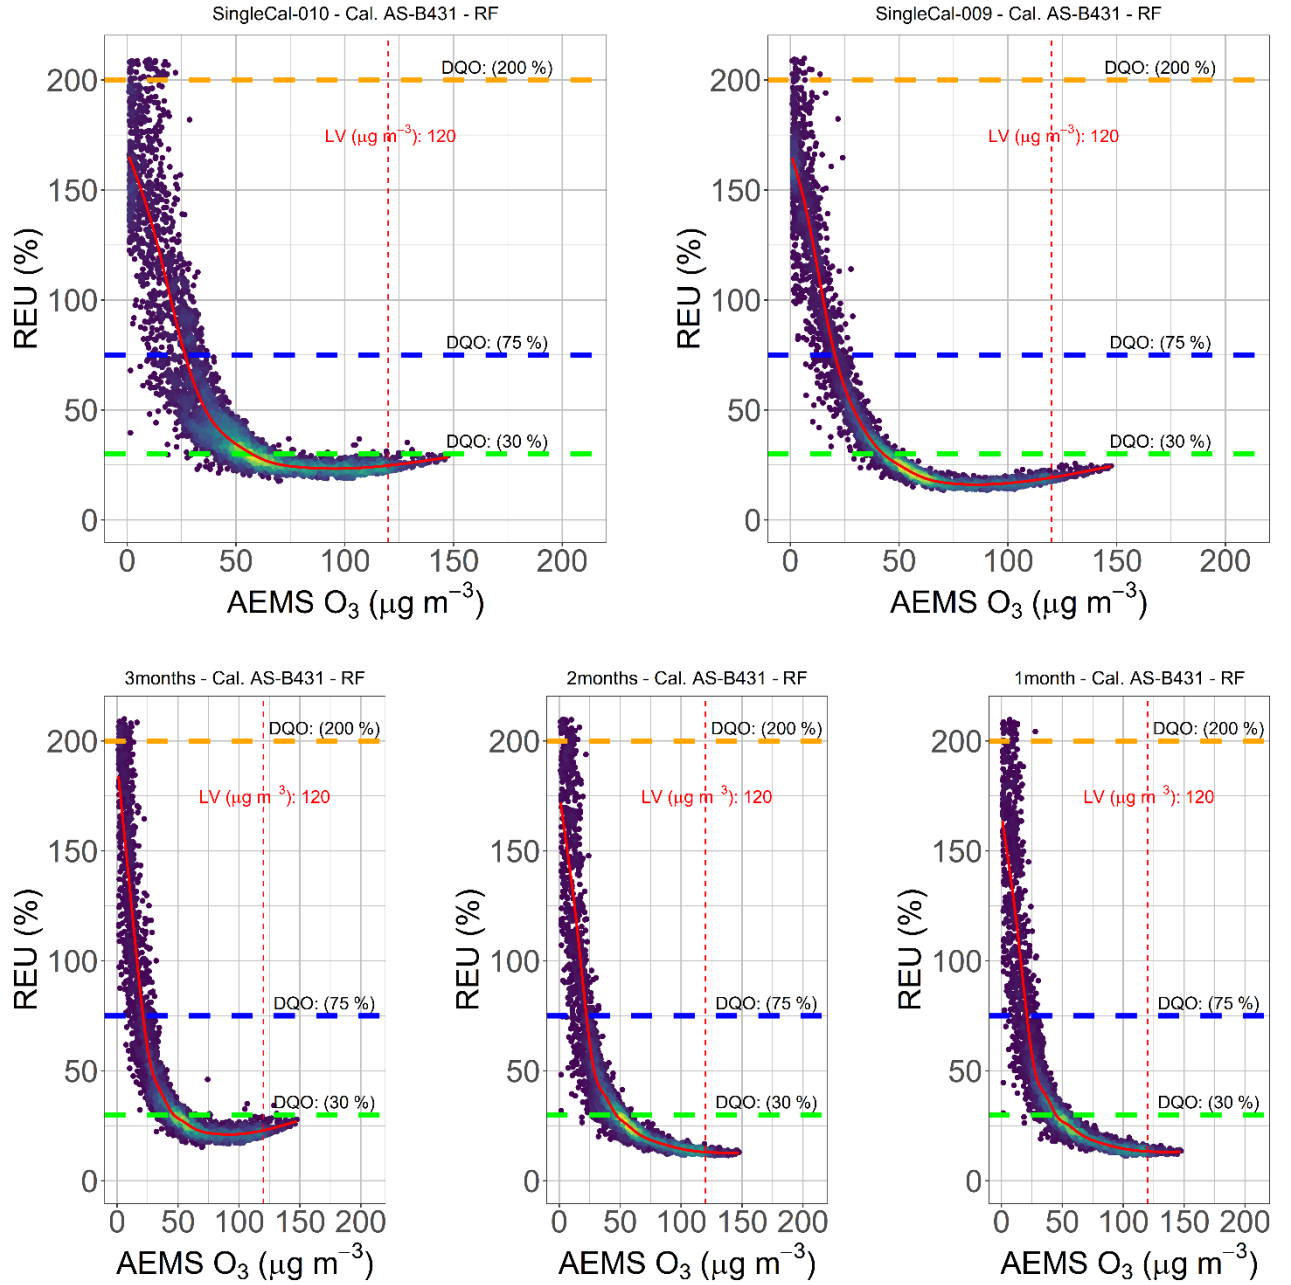 SingleCal-010 - Cal. AS-B431 - RF
DQO: (200 %)
LV (μg m⁻³): 120
DQO: (75 %)
DQO: (30 %)
200
150
100
50
0
REU (%)
0 50 100 150 200
AEMS O₃ (μg m⁻³)
SingleCal-009 - Cal. AS-B431 - RF
DQO: (200 %)
LV (μg m⁻³): 120
DQO: (75 %)
DQO: (30 %)
200
150
100
50
0
REU (%)
0 50 100 150 200
AEMS O₃ (μg m⁻³)
3months - Cal. AS-B431 - RF
DQO: (200 %)
LV (μg m ³): 120
DQO: (75 %)
DQO: (30 %)
200
150
100
50
0
REU (%)
0 50 100 150 200
AEMS O₃ (μg m⁻³)
2months - Cal. AS-B431 - RF
DQO: (200 %)
LV (μg m ³): 120
DQO: (75 %)
DQO: (30 %)
200
150
100
50
0
REU (%)
0 50 100 150 200
AEMS O₃ (μg m⁻³)
1month - Cal. AS-B431 - RF
DQO: (200 %)
LV (μg m ³): 120
DQO: (75 %)
DQO: (30 %)
200
150
100
50
0
REU (%)
0 50 100 150 200
AEMS O₃ (μg m⁻³)